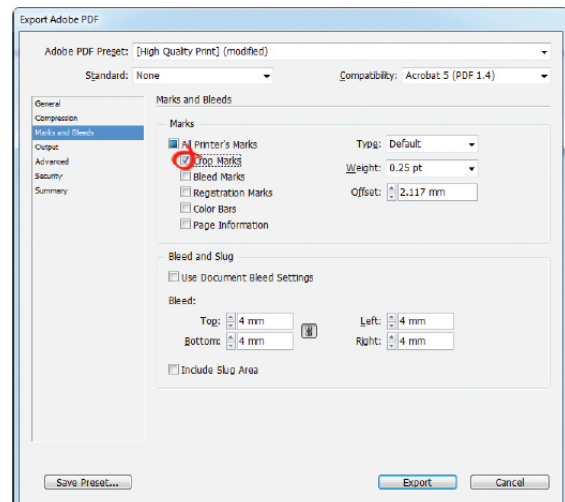 Export Adobe PDF
Adobe PDF Preset: [High Quality Print] (modified)
Standard: None Compatibility: Acrobat 5 (PDF 1.4)
General
Compression
Marks and Bleeds
Output
Advanced
Security
Summary
Marks and Bleeds
Marks
All Printer's Marks
Crop Marks
Bleed Marks
Registration Marks
Color Bars
Page Information
Type: Default
Weight: 0.25 pt
Offset: 2.117 mm
Bleed and Slug
Use Document Bleed Settings
Bleed:
Top: 4 mm Left: 4 mm
Bottom: 4 mm Right: 4 mm
Include Slug Area
Save Preset... Export Cancel